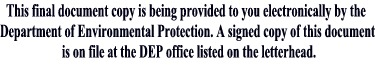 This final document copy is being provided to you electronically by the
Department of Environmental Protection. A signed copy of this document
is on file at the DEP office listed on the letterhead.